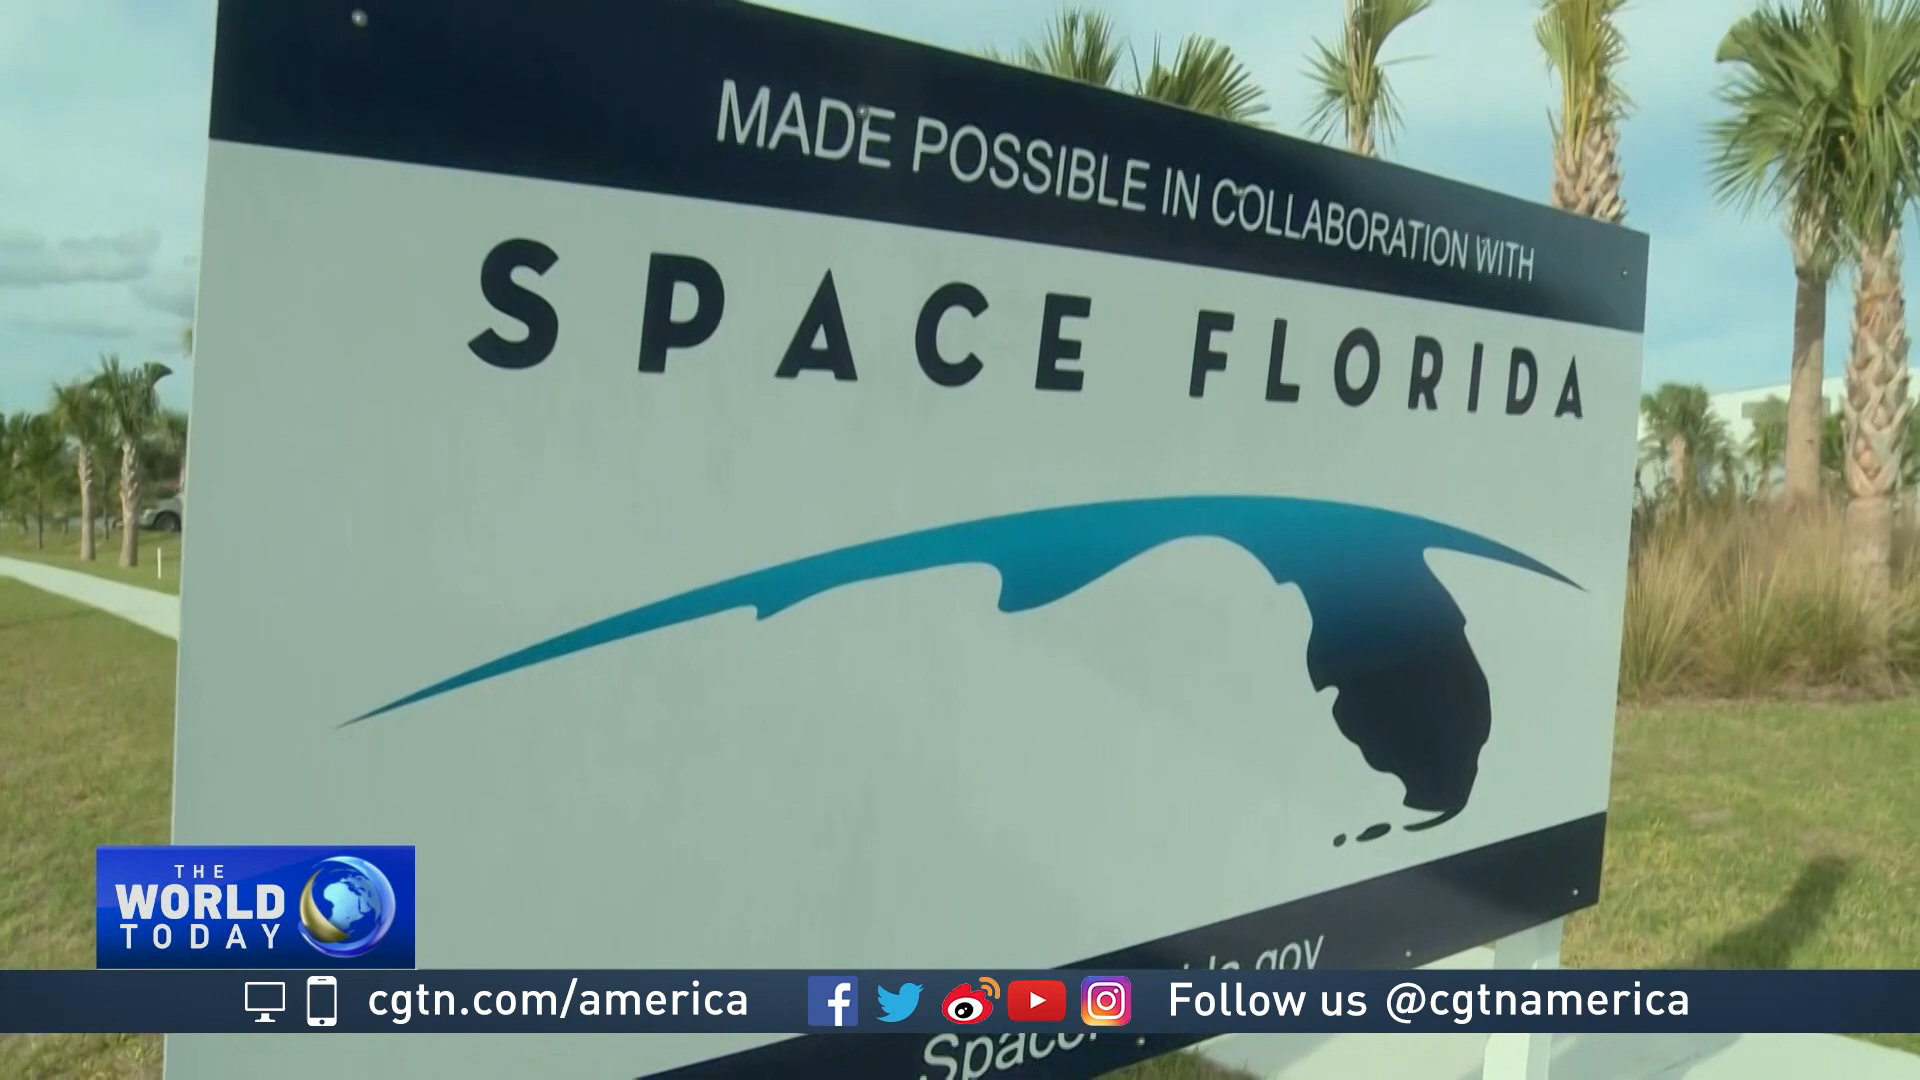 MADE POSSIBLE IN COLLABORATION WITH
SPACE FLORIDA
THE
WORLD
TODAY
cgtn.com/america
Follow us @cgtnamerica